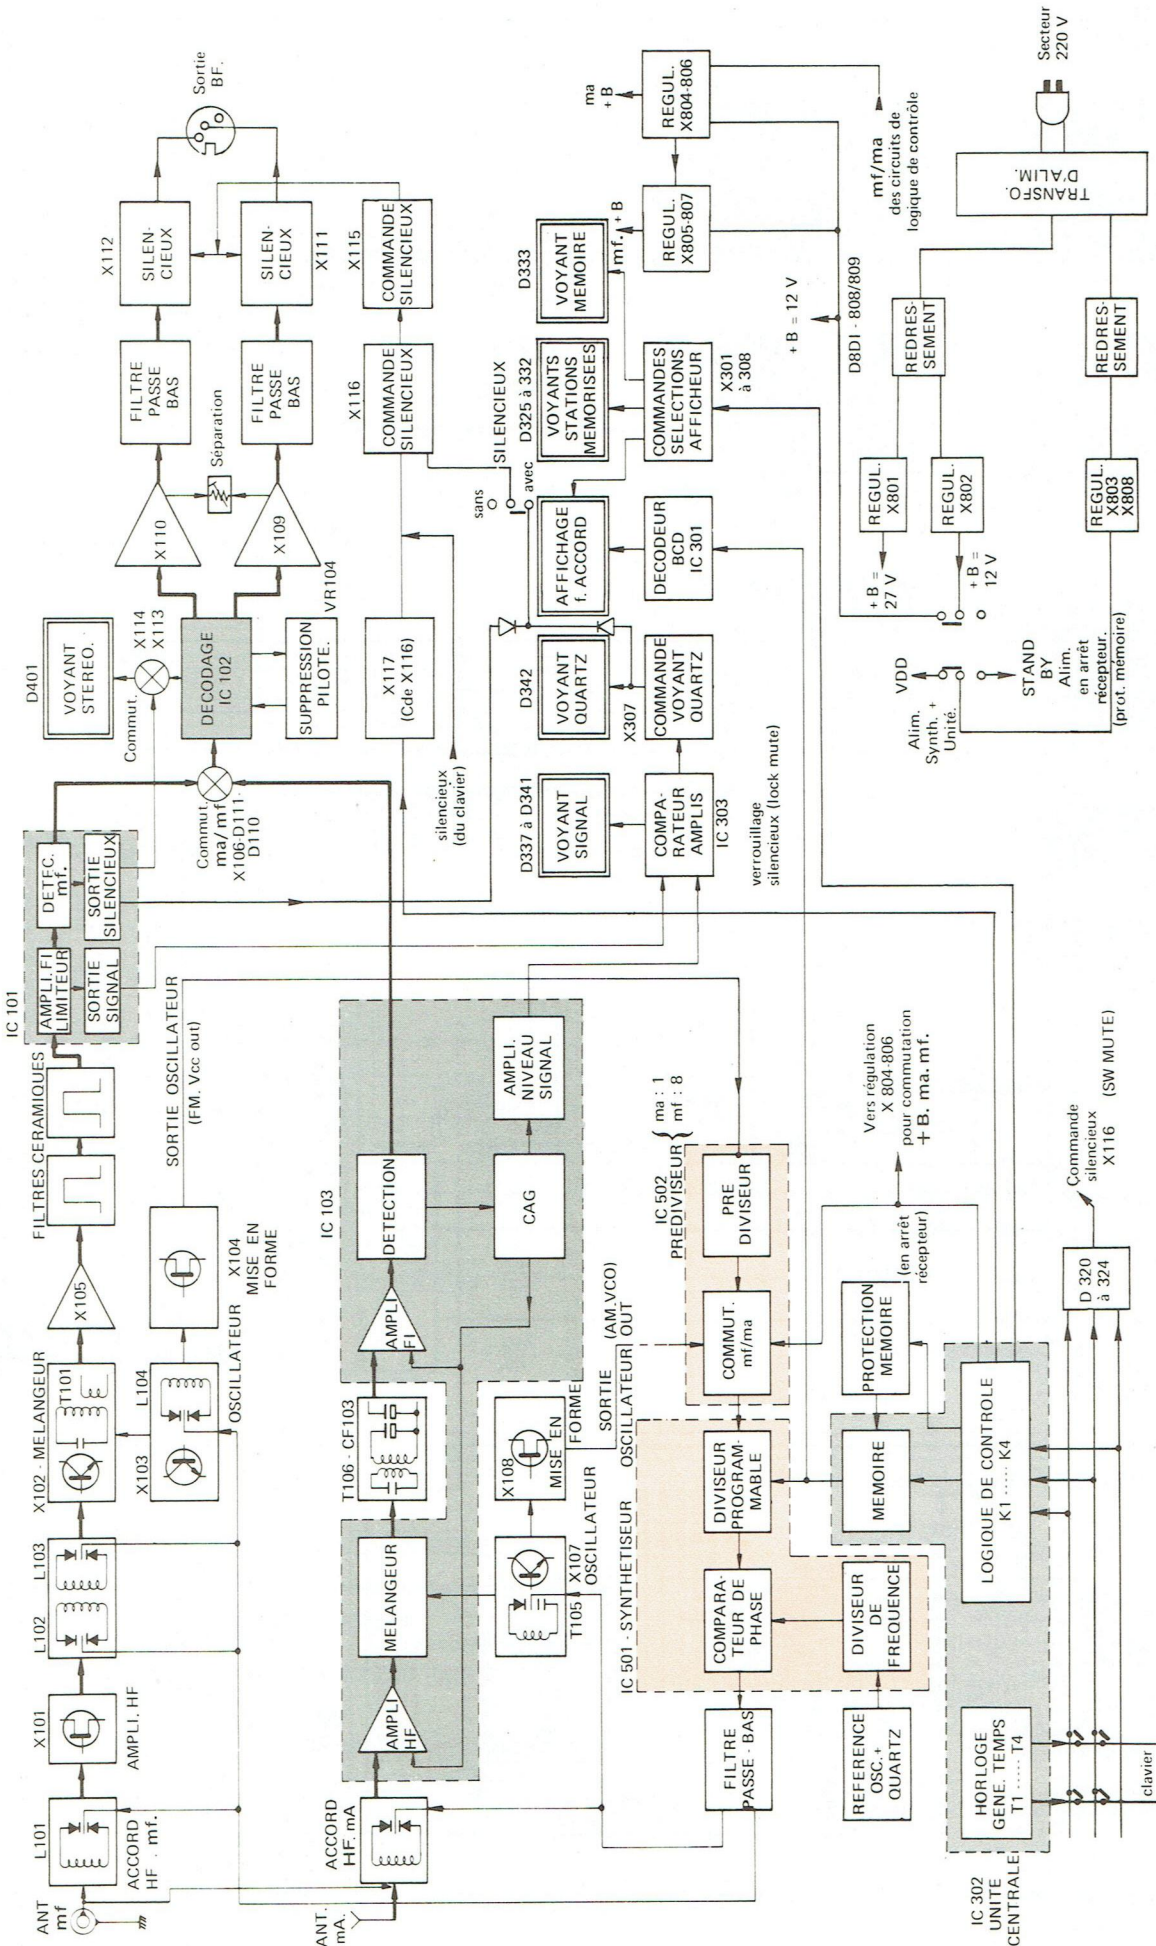 ANT
mf
L101
ACCORD
HF . mf.
X101
AMPLI. HF
L102
L103
X102 - MELANGEUR
T101
X103
L104
OSCILLATEUR
X105
X104
MISE EN
FORME
FILTRES CERAMIQUES
SORTIE OSCILLATEUR
(FM. Vcc out)
IC 101
AMPLI. FI
LIMITEUR
DETEC.
mf.
SORTIE
SIGNAL
SORTIE
SILENCIEUX
Commut.
ma/mf
X106-D111-
D110
Commut.
D401
VOYANT
STEREO.
X114
X113
DECODAGE
IC 102
SUPPRESSION
PILOTE.
VR104
X110
X109
Séparation
FILTRE
PASSE
BAS
FILTRE
PASSE
BAS
X112
SILEN-
CIEUX
SILEN-
CIEUX
X111
Sortie
BF.
X117
(Cde X116)
silencieux
(du clavier)
X116
COMMANDE
SILENCIEUX
X115
COMMANDE
SILENCIEUX
SILENCIEUX
sans
avec
ANT.
mA.
ACCORD
HF. mA
AMPLI
HF
MELANGEUR
T106 - CF103
AMPLI
FI
IC 103
DETECTION
CAG
AMPLI.
NIVEAU
SIGNAL
X107
OSCILLATEUR
T105
X108
MISE EN
FORME
SORTIE
OSCILLATEUR
(AM.VCO)
OUT
D337 à D341
VOYANT
SIGNAL
COMPA-
RATEUR
AMPLIS
IC 303
D342
VOYANT
QUARTZ
X307
COMMANDE
VOYANT
QUARTZ
AFFICHAGE
f. ACCORD
DECODEUR
BCD
IC 301
D325 à 332
VOYANTS
STATIONS
MEMORISEES
COMMANDES
SELECTIONS
AFFICHEUR
X301
à 308
D333
VOYANT
MEMOIRE
verrouillage
silencieux (lock mute)
mf. + B
REGUL.
X805-807
ma
+ B
REGUL.
X804-806
mf/ma
des circuits de
logique de contrôle
+ B = 12 V
D8DI - 808/809
IC 501 - SYNTHETISEUR
FILTRE
PASSE - BAS
COMPARA-
TEUR DE
PHASE
DIVISEUR
PROGRAM-
MABLE
COMMUT.
mf/ma
PRE
DIVISEUR
IC 502
PREDIVISEUR { ma : 1
mf : 8
REFERENCE
OSC.+
QUARTZ
DIVISEUR
DE
FREQUENCE
MEMOIRE
PROTECTION
MEMOIRE
(en arrêt
récepteur)
Vers régulation
X 804-806
pour commutation
+ B. ma. mf.
IC 302
UNITE
CENTRALE
HORLOGE
GENE. TEMPS
T1 ..... T4
LOGIQUE DE CONTROLE
K1 ..... K4
clavier
D 320
à 324
Commande
silencieux
X116 (SW MUTE)
REGUL.
X801
REGUL.
X802
+ B =
27 V
+ B =
12 V
REDRES-
SEMENT
TRANSFO.
D'ALIM.
Secteur
220 V
REDRES-
SEMENT
REGUL.
X803
X808
VDD
Alim.
Synth. +
Unité.
STAND
BY
Alim.
en arrêt
récepteur.
(prot. mémoire)